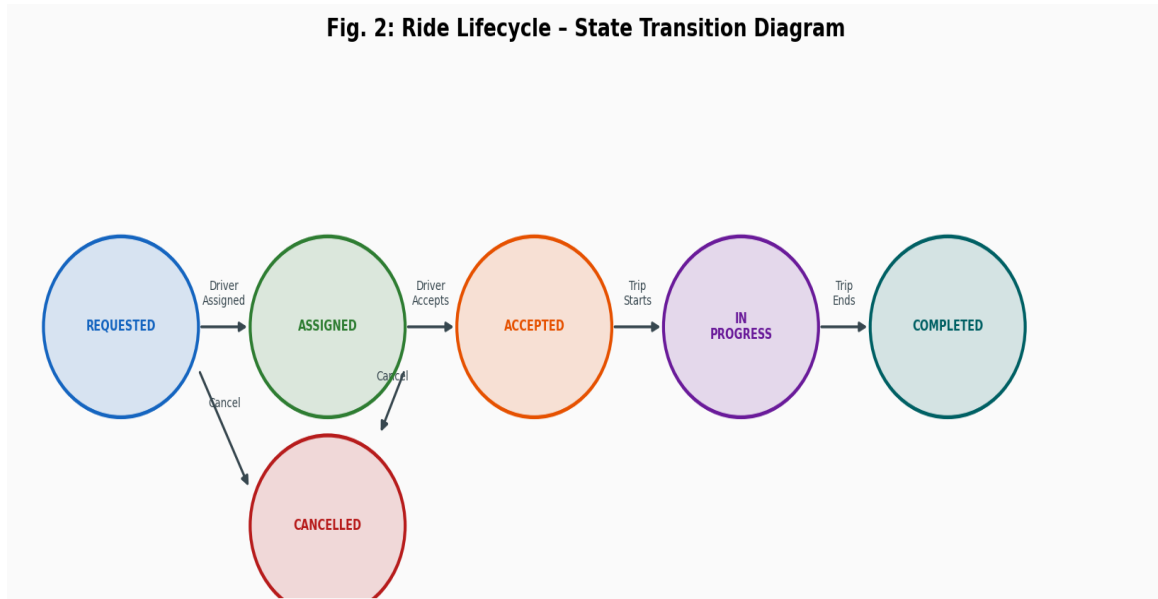 Fig. 2: Ride Lifecycle – State Transition Diagram
Driver
Assigned
Driver
Accepts
Trip
Starts
Trip
Ends
REQUESTED
ASSIGNED
ACCEPTED
IN
PROGRESS
COMPLETED
Cancel
Cancel
CANCELLED